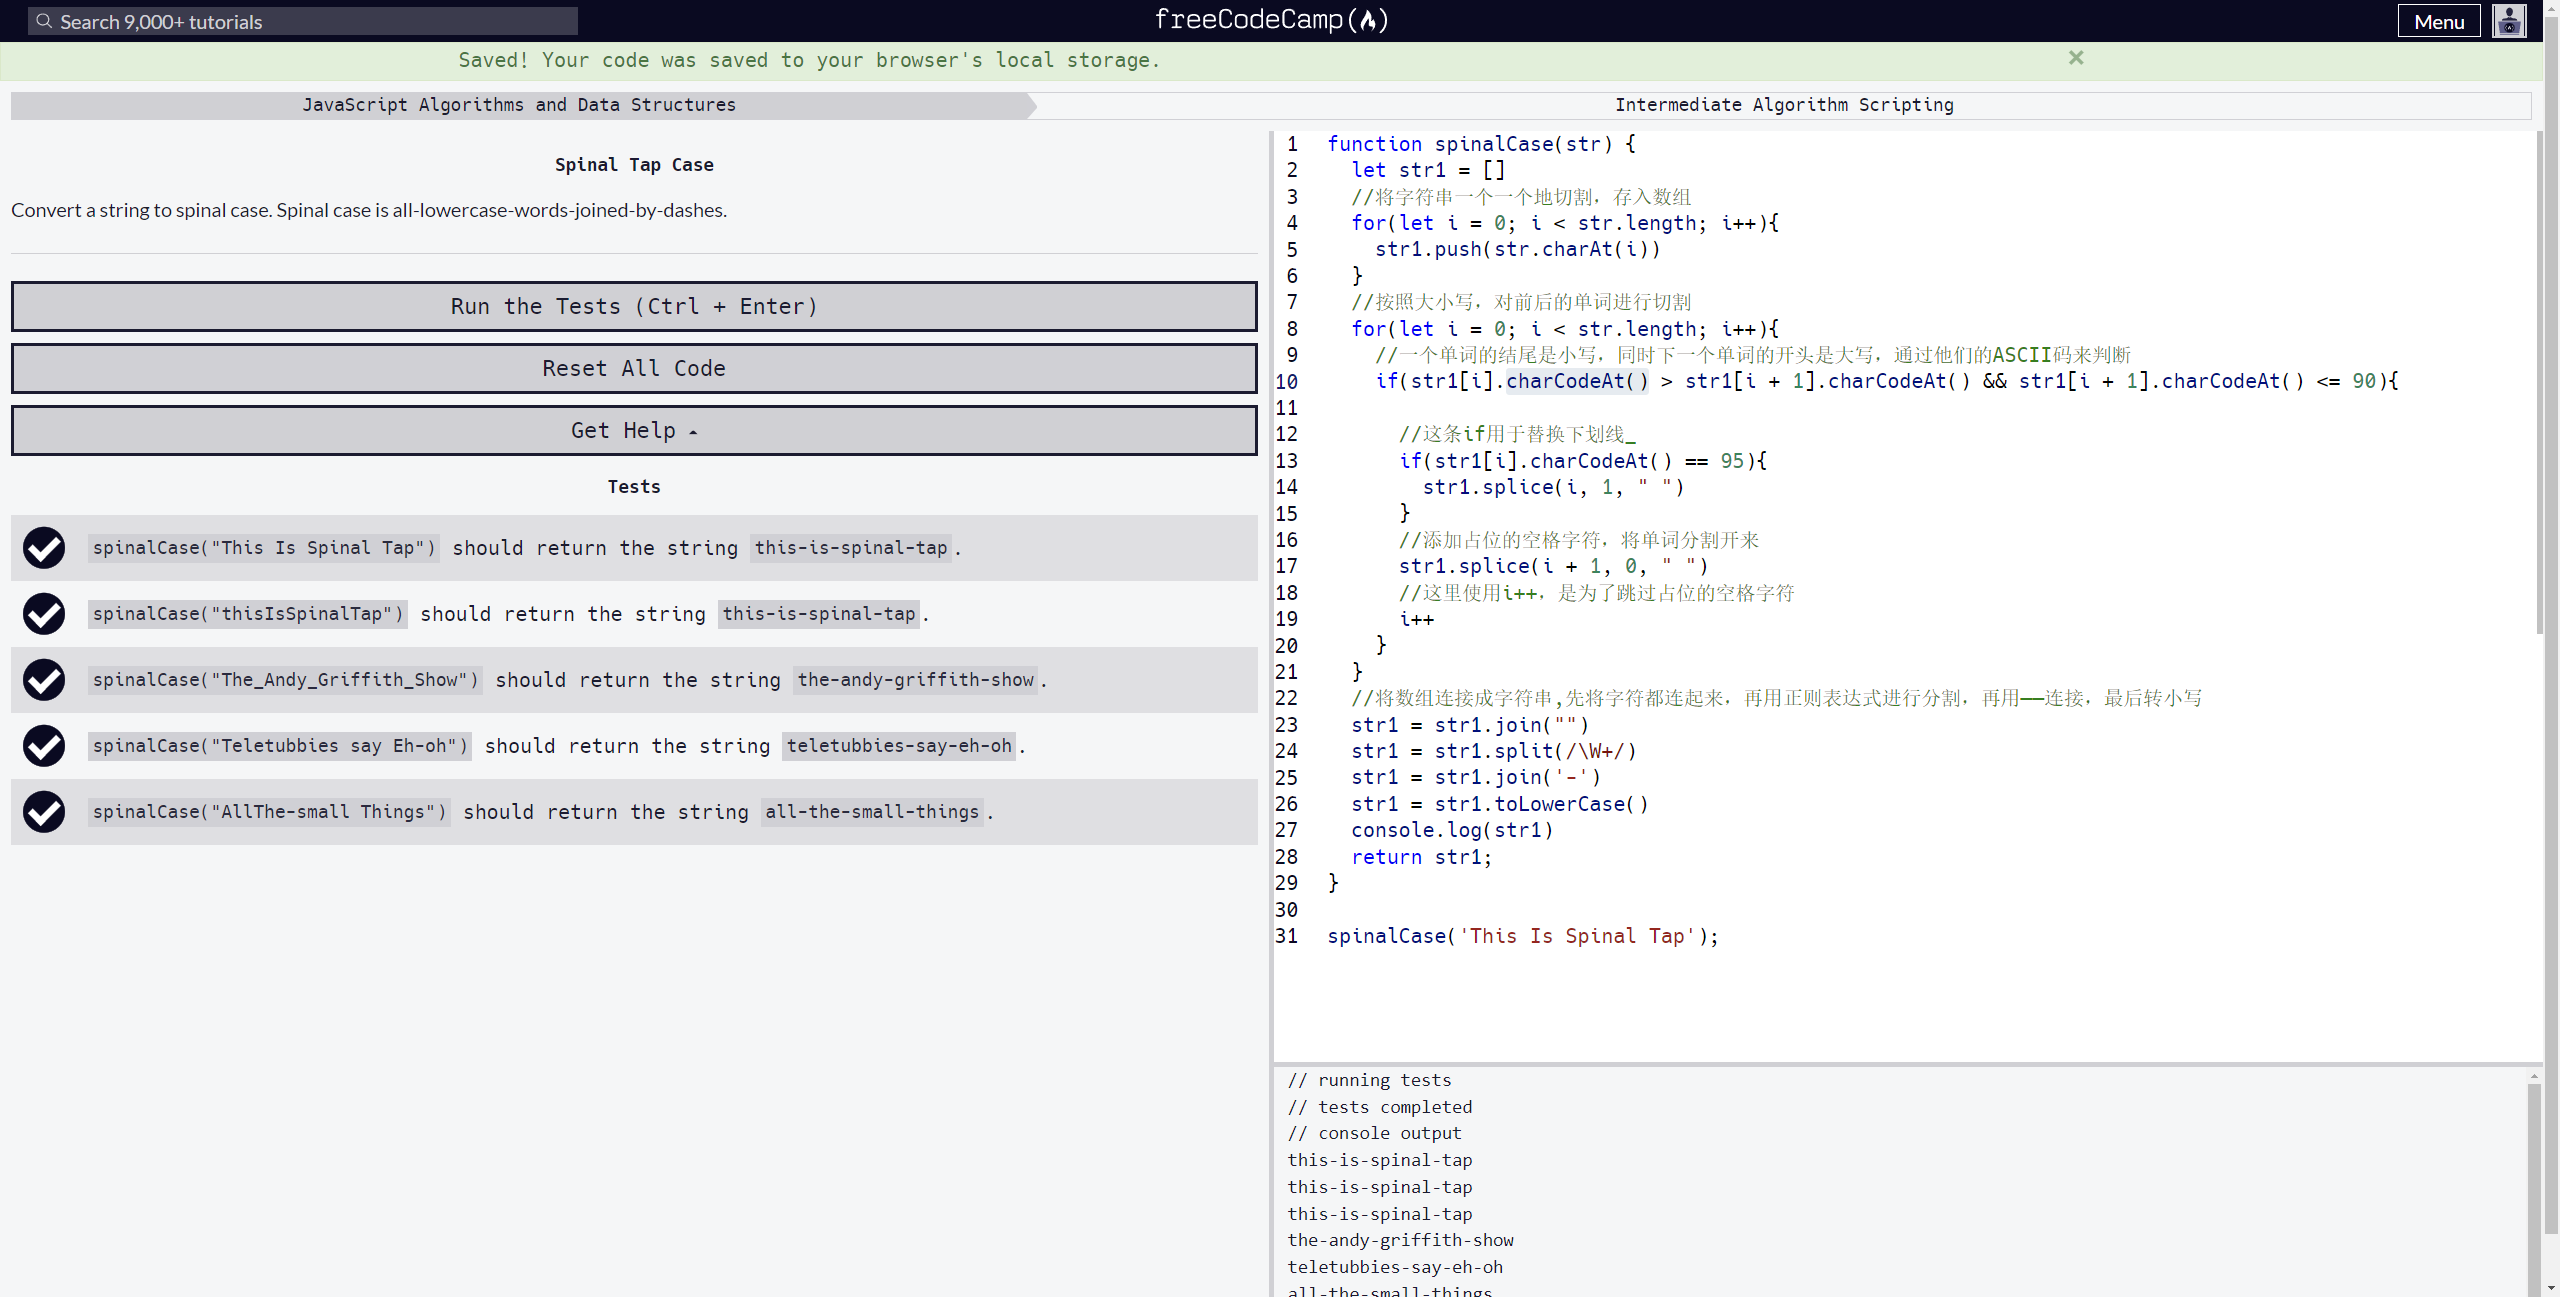 Search 9,000+ tutorials
freeCodeCamp(🔥)
Menu
Saved! Your code was saved to your browser's local storage.
×
JavaScript Algorithms and Data Structures
Intermediate Algorithm Scripting
Spinal Tap Case
Convert a string to spinal case. Spinal case is all-lowercase-words-joined-by-dashes.
Run the Tests (Ctrl + Enter)
Reset All Code
Get Help
Tests
spinalCase("This Is Spinal Tap") should return the string this-is-spinal-tap.
spinalCase("thisIsSpinalTap") should return the string this-is-spinal-tap.
spinalCase("The_Andy_Griffith_Show") should return the string the-andy-griffith-show.
spinalCase("Teletubbies say Eh-oh") should return the string teletubbies-say-eh-oh.
spinalCase("AllThe-small Things") should return the string all-the-small-things.
1 function spinalCase(str) {
2 let str1 = []
3 //将字符串一个一个地切割，存入数组
4 for(let i = 0; i < str.length; i++){
5 str1.push(str.charAt(i))
6 }
7 //按照大小写，对前后的单词进行切割
8 for(let i = 0; i < str.length; i++){
9 //一个单词的结尾是小写，同时下一个单词的开头是大写，通过他们的ASCII码来判断
10 if(str1[i].charCodeAt() > str1[i + 1].charCodeAt() && str1[i + 1].charCodeAt() <= 90){
11
12 //这条if用于替换下划线_
13 if(str1[i].charCodeAt() == 95){
14 str1.splice(i, 1, " ")
15 }
16 //添加占位的空格字符，将单词分割开来
17 str1.splice(i + 1, 0, " ")
18 //这里使用i++，是为了跳过占位的空格字符
19 i++
20 }
21 }
22 //将数组连接成字符串,先将字符都连起来，再用正则表达式进行分割，再用——连接，最后转小写
23 str1 = str1.join("")
24 str1 = str1.split(/\W+/)
25 str1 = str1.join('-')
26 str1 = str1.toLowerCase()
27 console.log(str1)
28 return str1;
29 }
30
31 spinalCase('This Is Spinal Tap');
// running tests
// tests completed
// console output
this-is-spinal-tap
this-is-spinal-tap
this-is-spinal-tap
the-andy-griffith-show
teletubbies-say-eh-oh
all-the-small-things